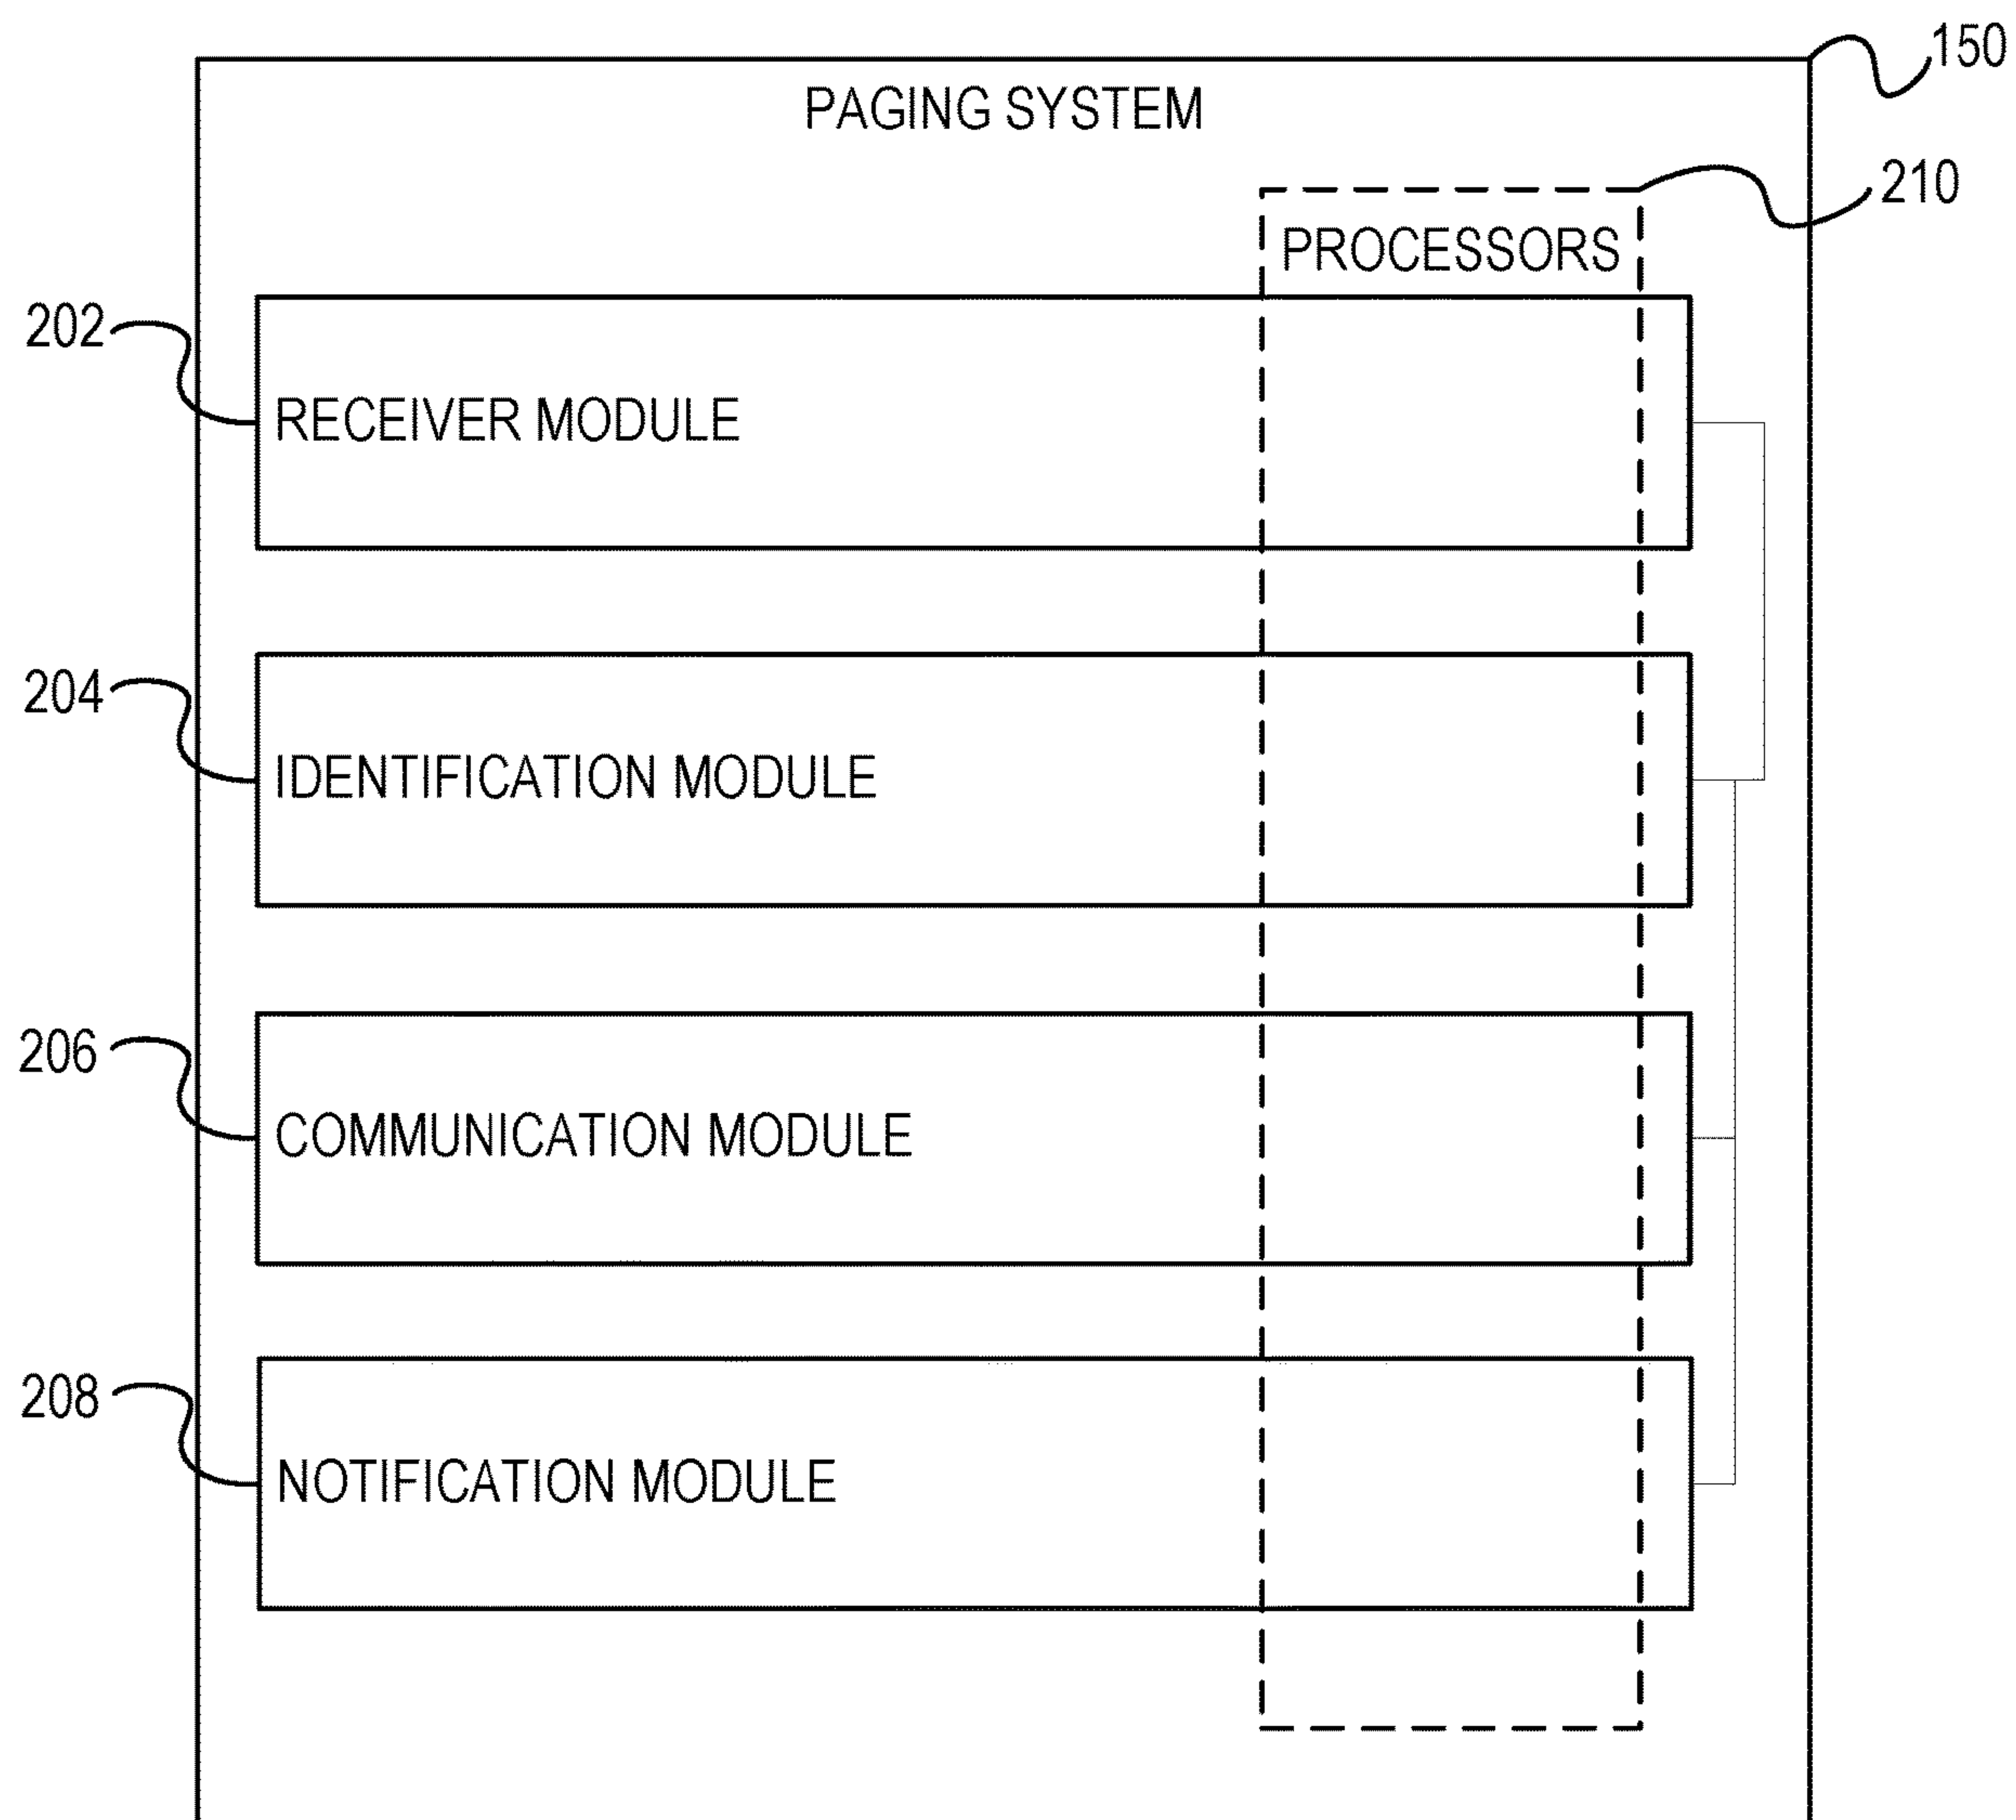 150
PAGING SYSTEM
210
PROCESSORS
202
RECEIVER MODULE
204
IDENTIFICATION MODULE
206
COMMUNICATION MODULE
208
NOTIFICATION MODULE